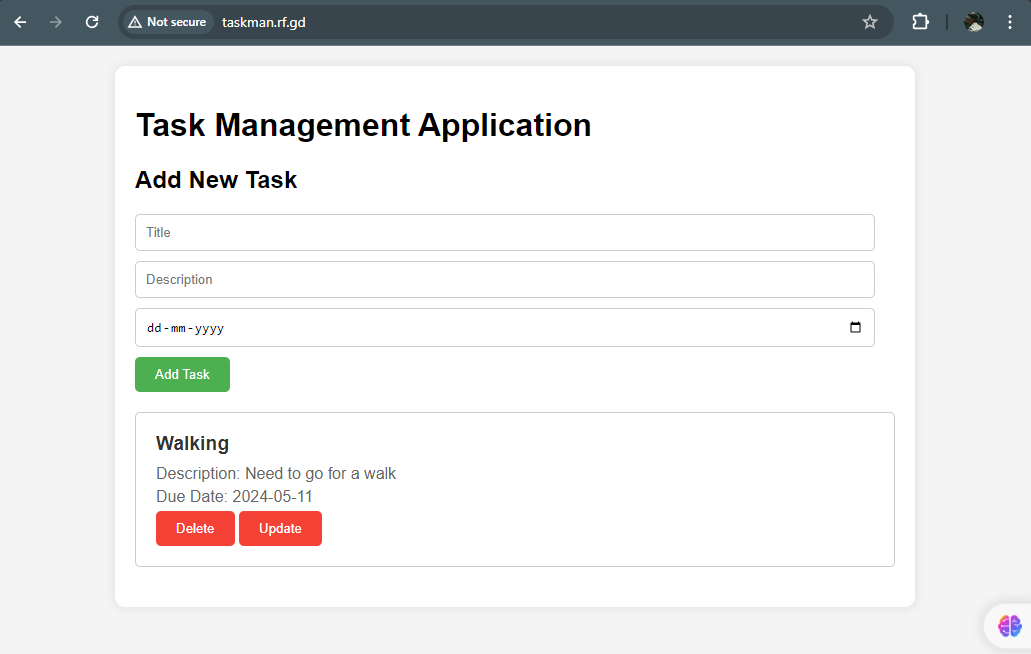 Not secure taskman.rf.gd
Task Management Application
Add New Task
Title
Description
dd-mm-yyyy
Add Task
Walking
Description: Need to go for a walk
Due Date: 2024-05-11
Delete Update